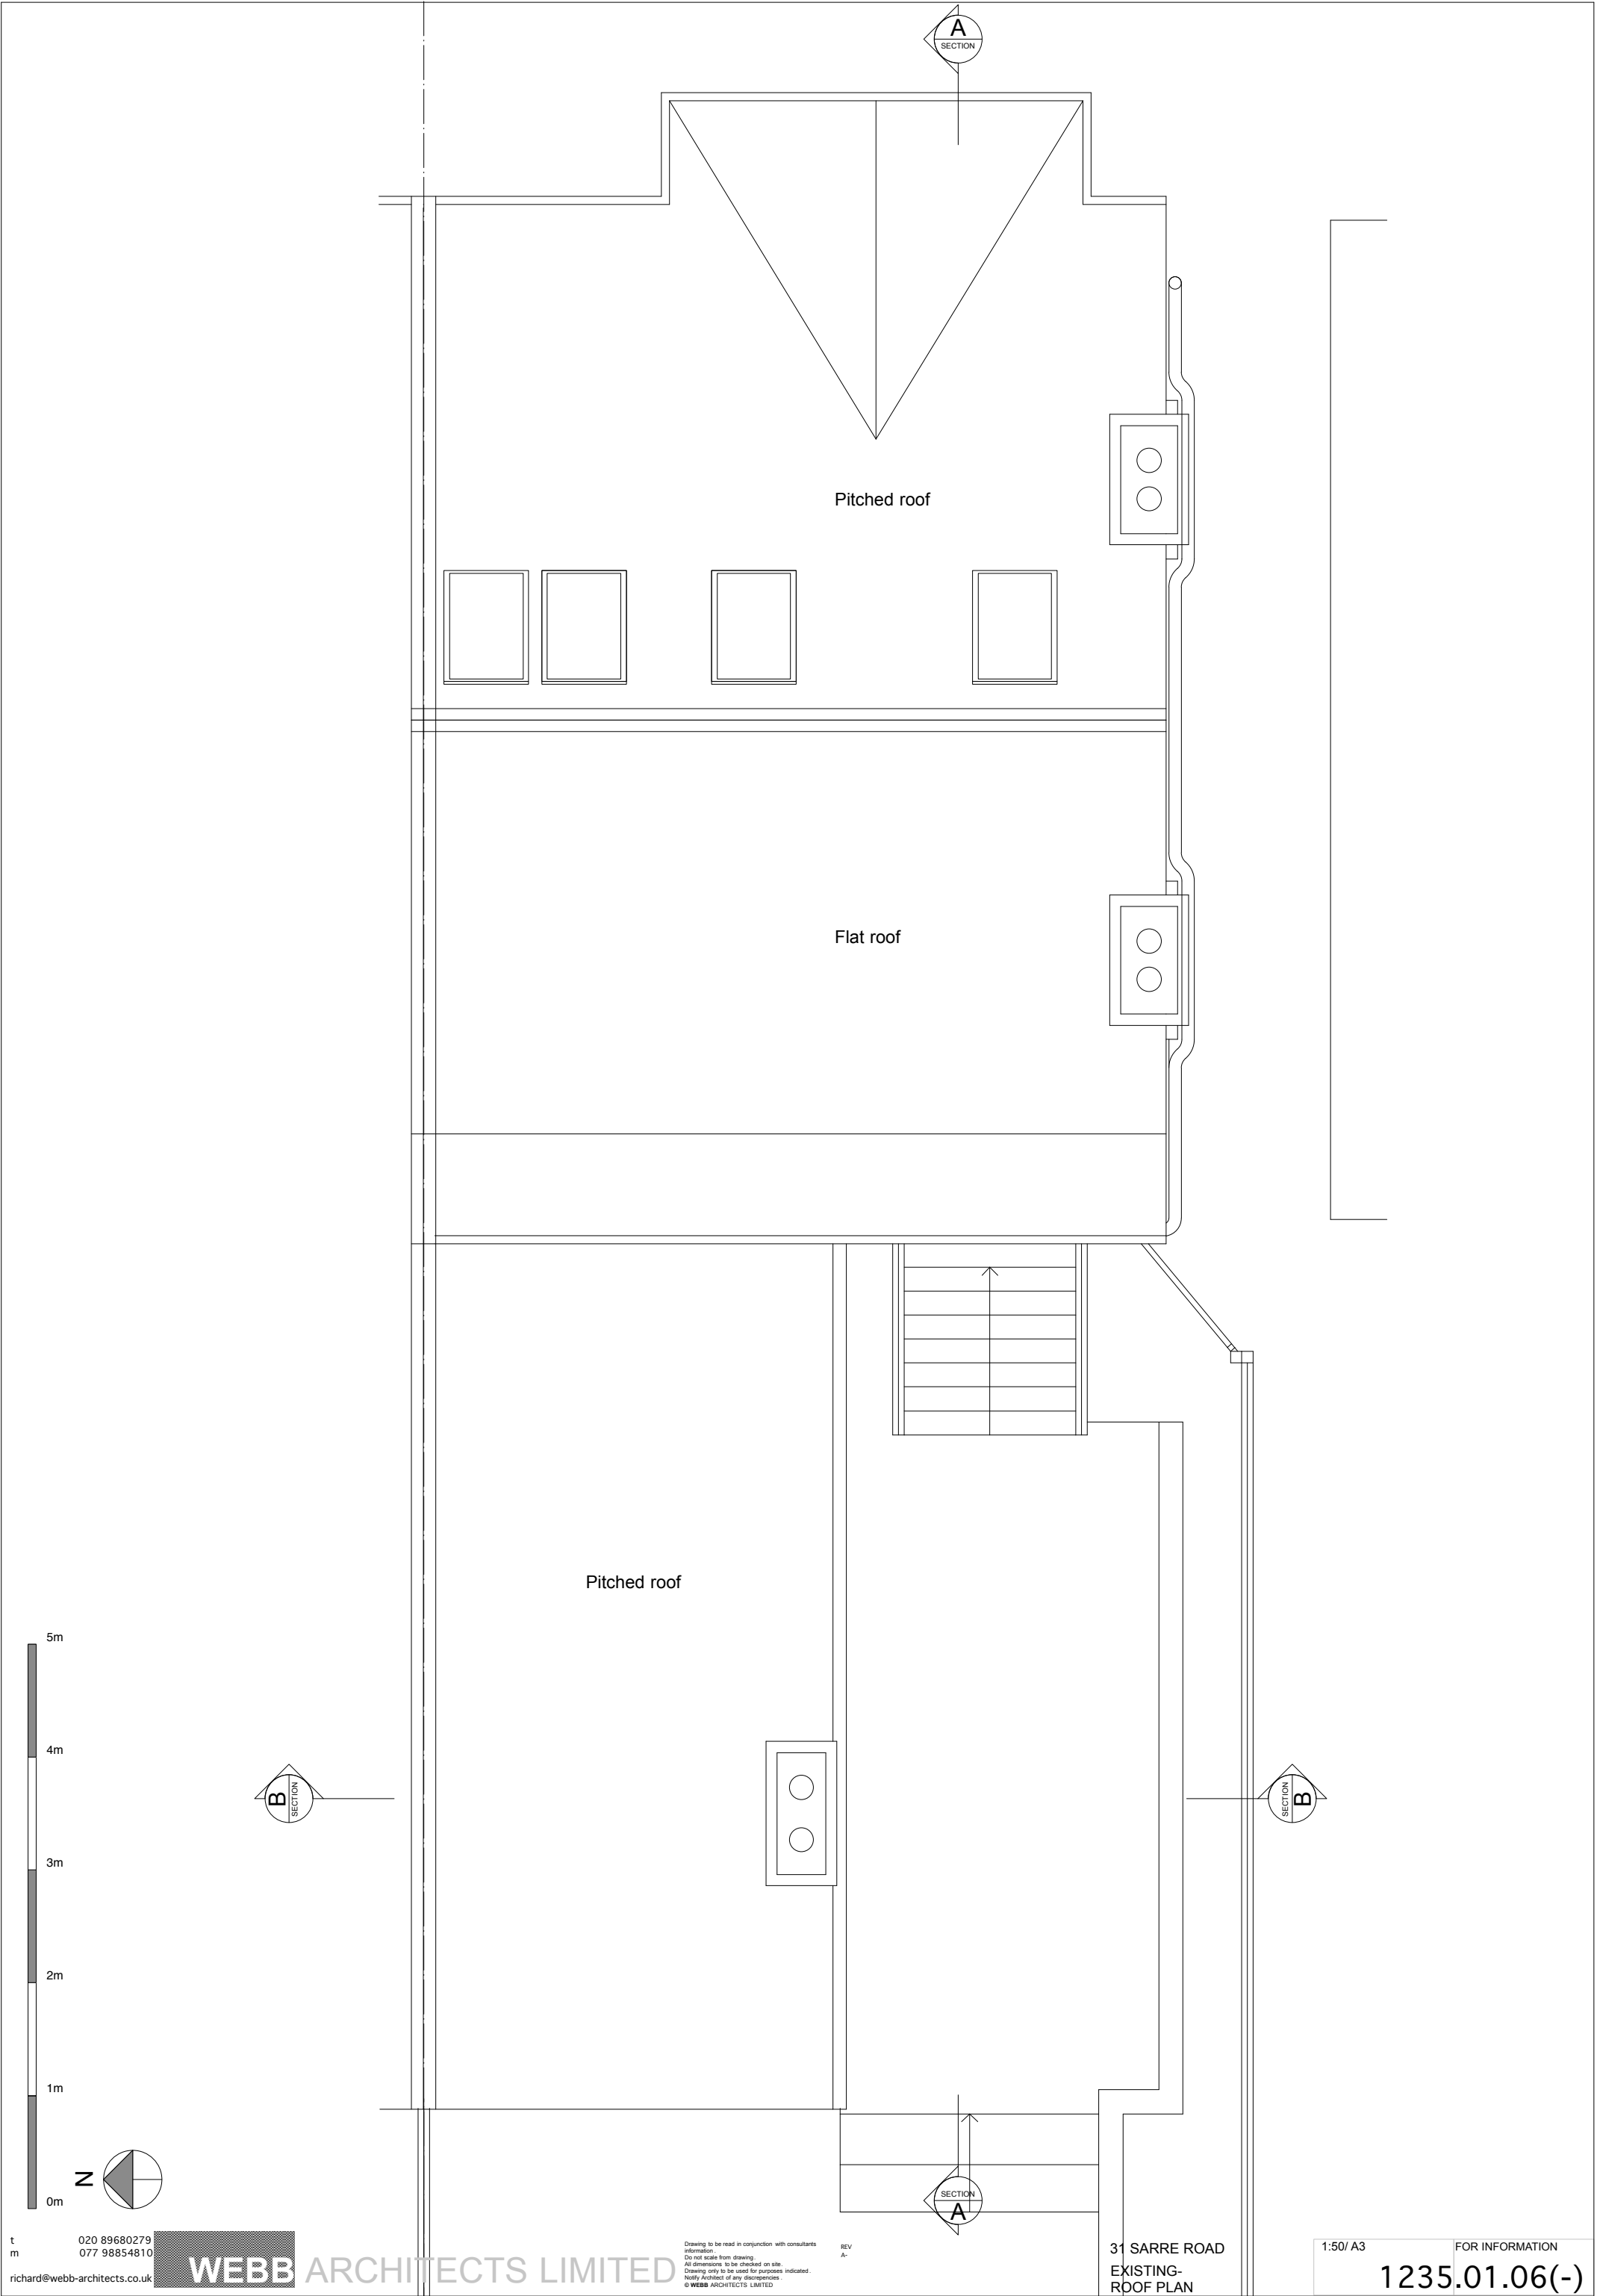 A
SECTION
Pitched roof
Flat roof
Pitched roof
5m
4m
3m
2m
1m
0m
B
SECTION
SECTION
B
N
SECTION
A
t 020 89680279
m 077 98854810
richard@webb-architects.co.uk
WEBB ARCHITECTS LIMITED
Drawing to be read in conjunction with consultants
information.
Do not scale from drawing.
All dimensions to be checked on site.
Drawing only to be used for purposes indicated.
Notify Architect of any discrepencies.
© WEBB ARCHITECTS LIMITED
REV
A-
31 SARRE ROAD
EXISTING-
ROOF PLAN
1:50/ A3
FOR INFORMATION
1235.01.06(-)